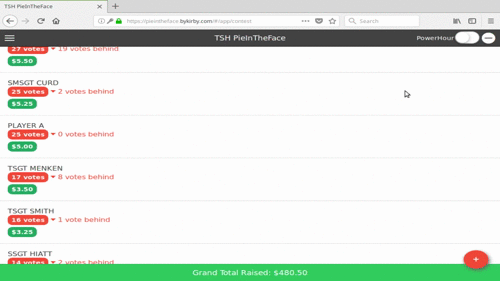 TSH PieInTheFace
https://pieintheface.bykirby.com/#/app/contest
Search
TSH PieInTheFace
PowerHour
27 votes 19 votes behind
$5.50
SMSGT CURD
25 votes 2 votes behind
$5.25
PLAYER A
25 votes 0 votes behind
$5.00
TSGT MENKEN
17 votes 8 votes behind
$3.50
TSGT SMITH
16 votes 1 vote behind
$3.25
SSGT HIATT
14 votes 2 votes behind
Grand Total Raised: $480.50